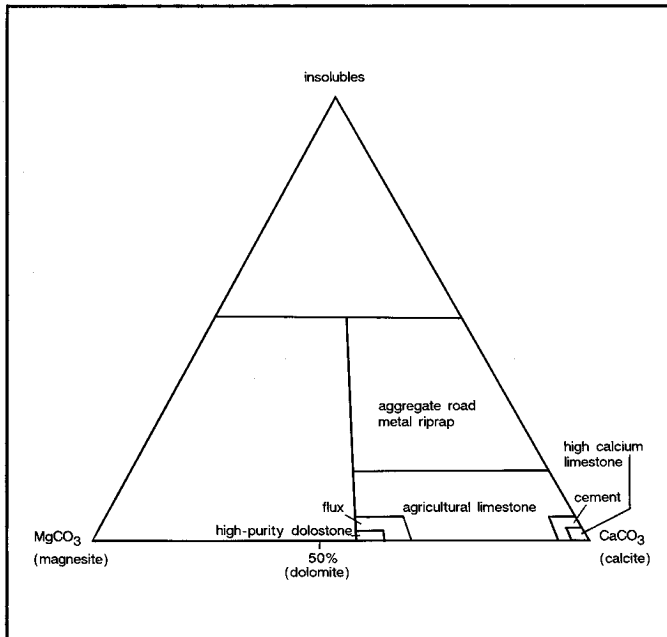 insolubles
aggregate road
metal riprap
high calcium
limestone
flux
agricultural limestone
cement
high-purity dolostone
MgCO₃
(magnesite)
50%
(dolomite)
CaCO₃
(calcite)